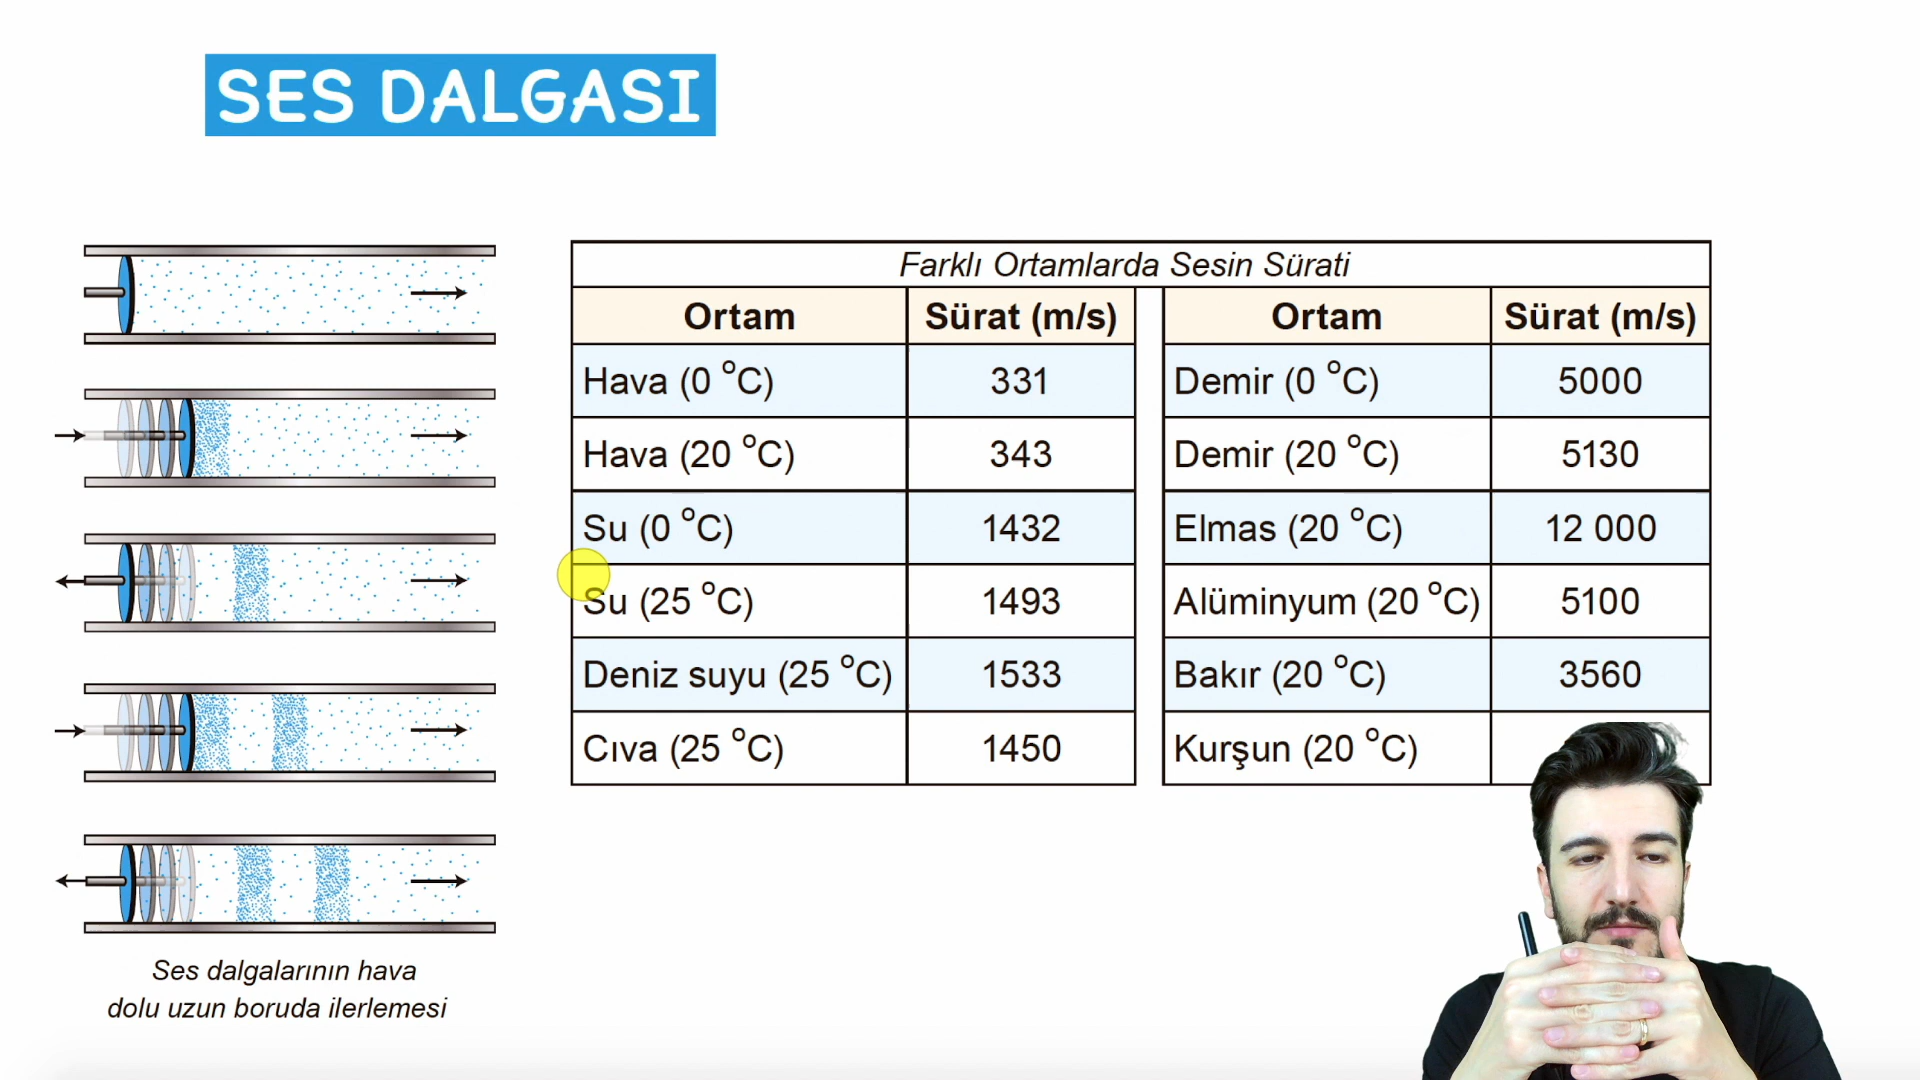 SES DALGASI
Farklı Ortamlarda Sesin Sürati
Ortam Sürat (m/s) Ortam Sürat (m/s)
Hava (0 °C) 331 Demir (0 °C) 5000
Hava (20 °C) 343 Demir (20 °C) 5130
Su (0 °C) 1432 Elmas (20 °C) 12 000
Su (25 °C) 1493 Alüminyum (20 °C) 5100
Deniz suyu (25 °C) 1533 Bakır (20 °C) 3560
Cıva (25 °C) 1450 Kurşun (20 °C)
Ses dalgalarının hava
dolu uzun boruda ilerlemesi